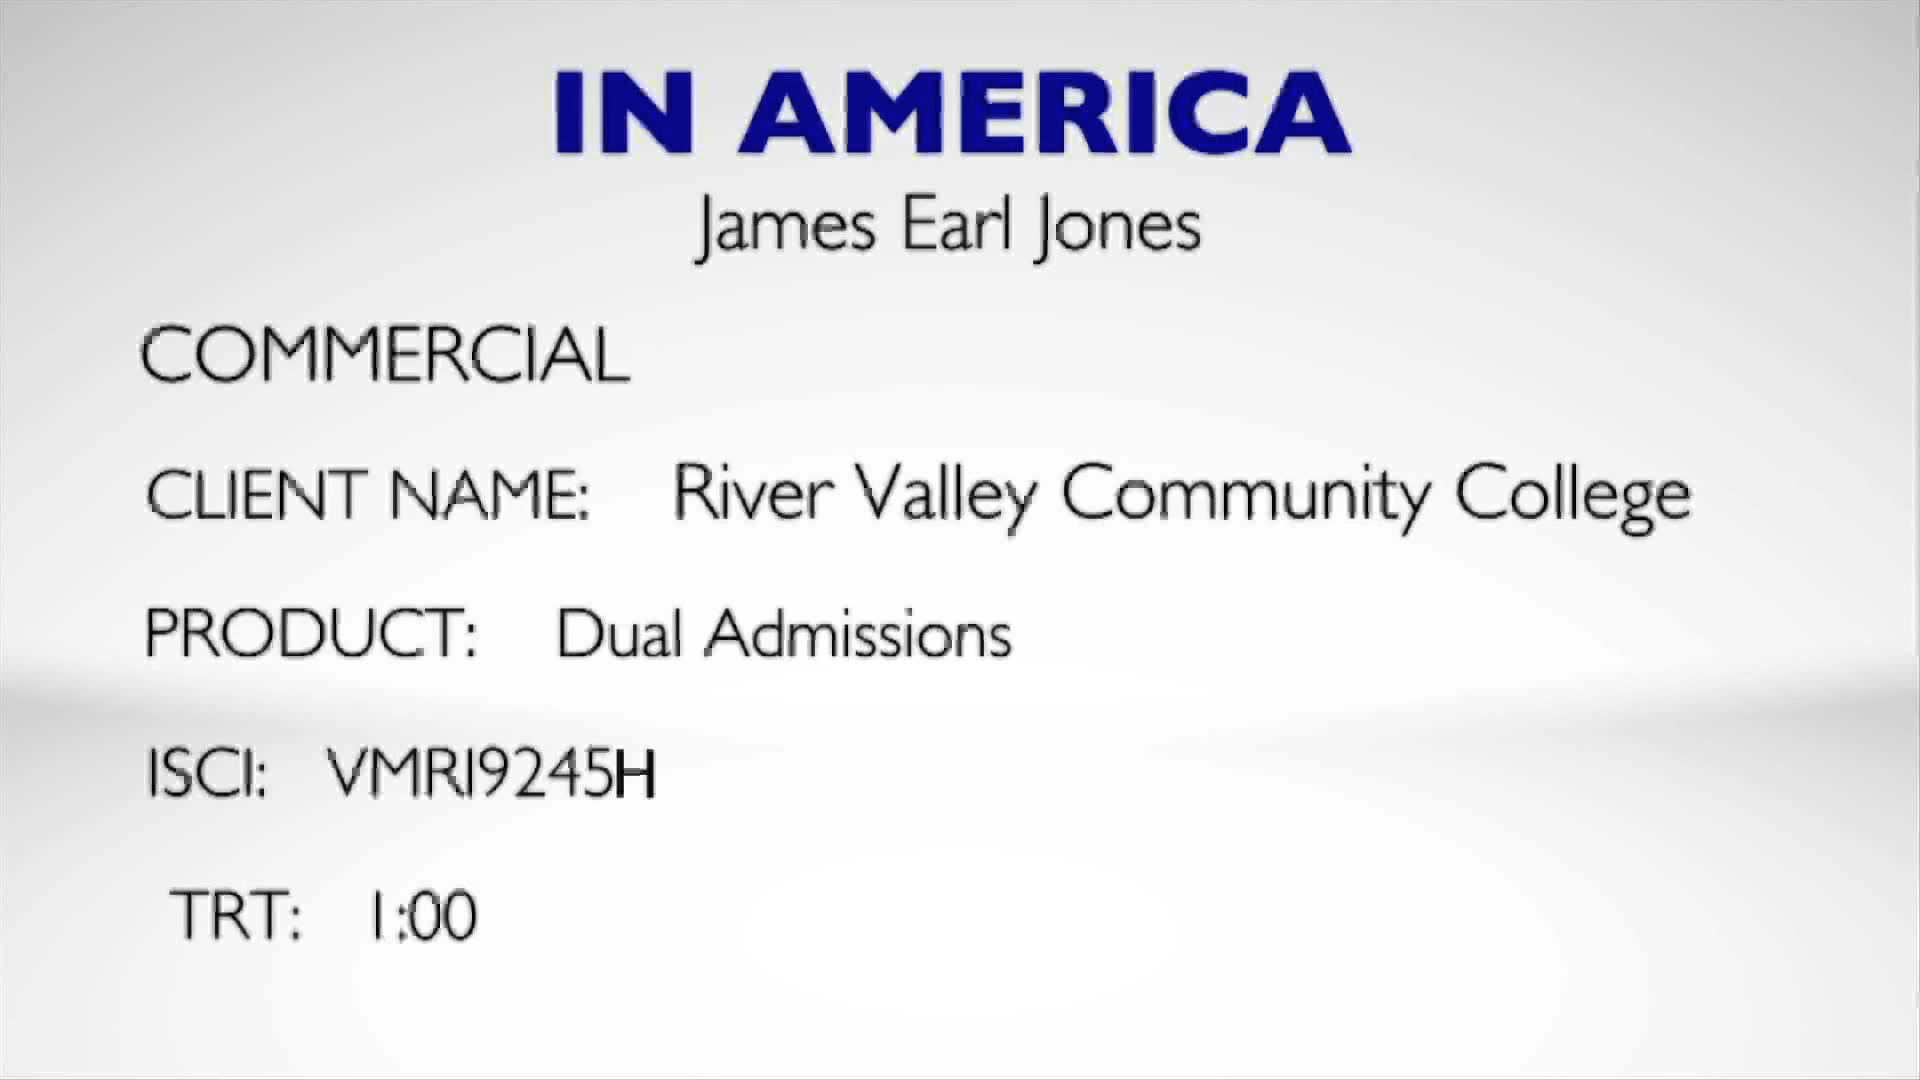 IN AMERICA
James Earl Jones
COMMERCIAL
CLIENT NAME: River Valley Community College
PRODUCT: Dual Admissions
ISCI: VMRI9245H
TRT: 1:00